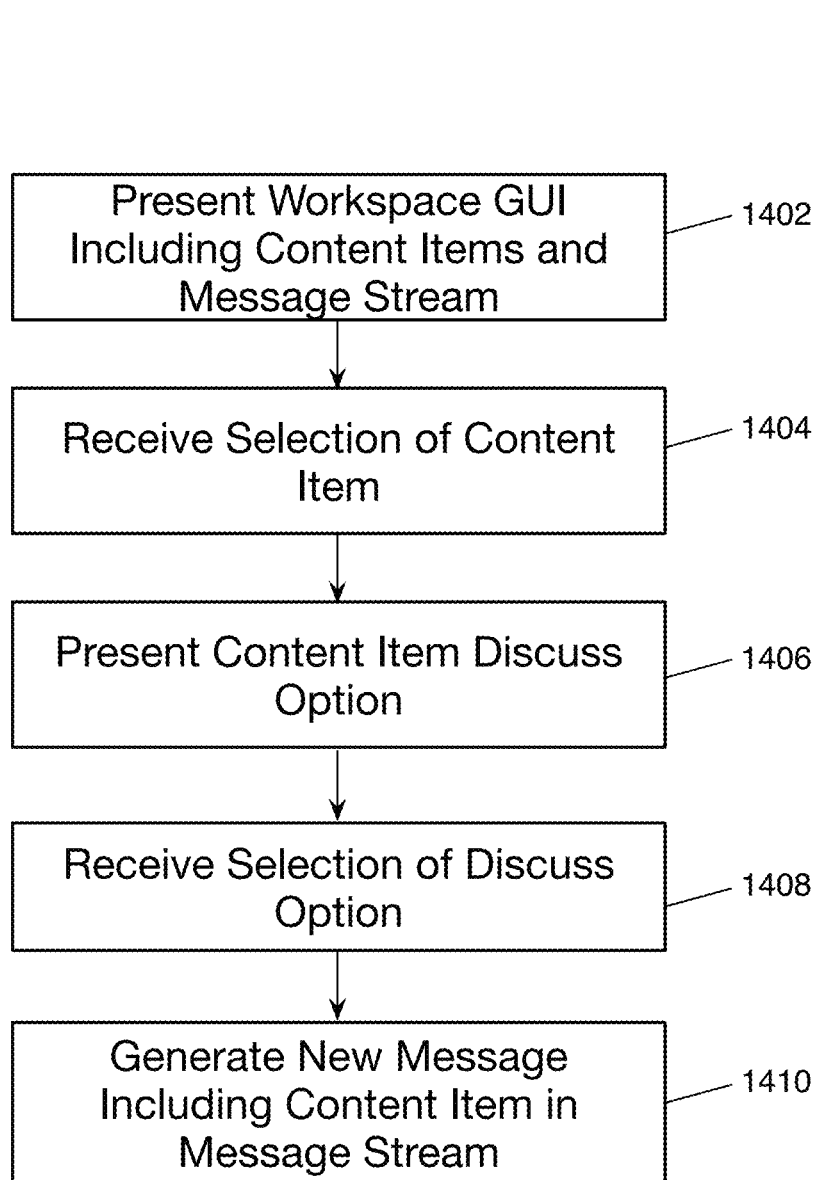 Present Workspace GUI
Including Content Items and
Message Stream
1402
Receive Selection of Content
Item
1404
Present Content Item Discuss
Option
1406
Receive Selection of Discuss
Option
1408
Generate New Message
Including Content Item in
Message Stream
1410